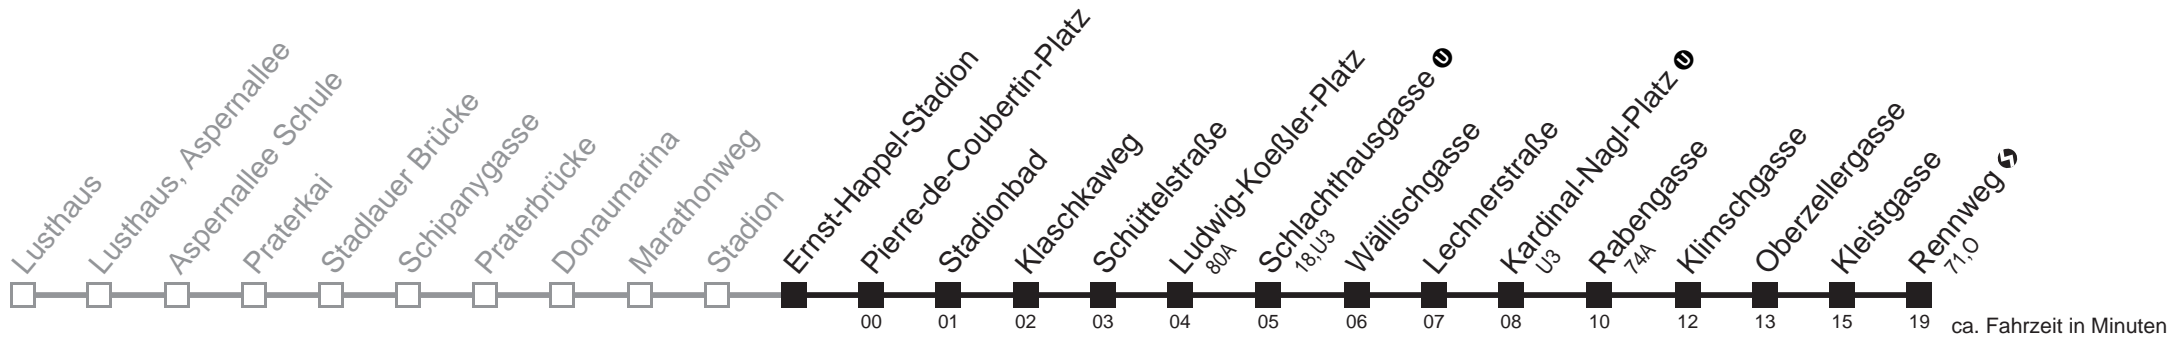 Lusthaus
Lusthaus, Aspernallee
Aspernallee Schule
Praterkai
Stadlauer Brücke
Schipanygasse
Praterbrücke
Donaumarina
Marathonweg
Stadion
Ernst-Happel-Stadion
Pierre-de-Coubertin-Platz
Stadionbad
Klaschkaweg
Schüttelstraße
Ludwig-Koeßler-Platz
80A
Schlachthausgasse U
18,U3
Wällischgasse
Lechnerstraße
Kardinal-Nagl-Platz U
U3
Rabengasse
74A
Klimschgasse
Oberzellergasse
Kleistgasse
Rennweg
71,O
00 01 02 03 04 05 06 07 08 10 12 13 15 19 ca. Fahrzeit in Minuten